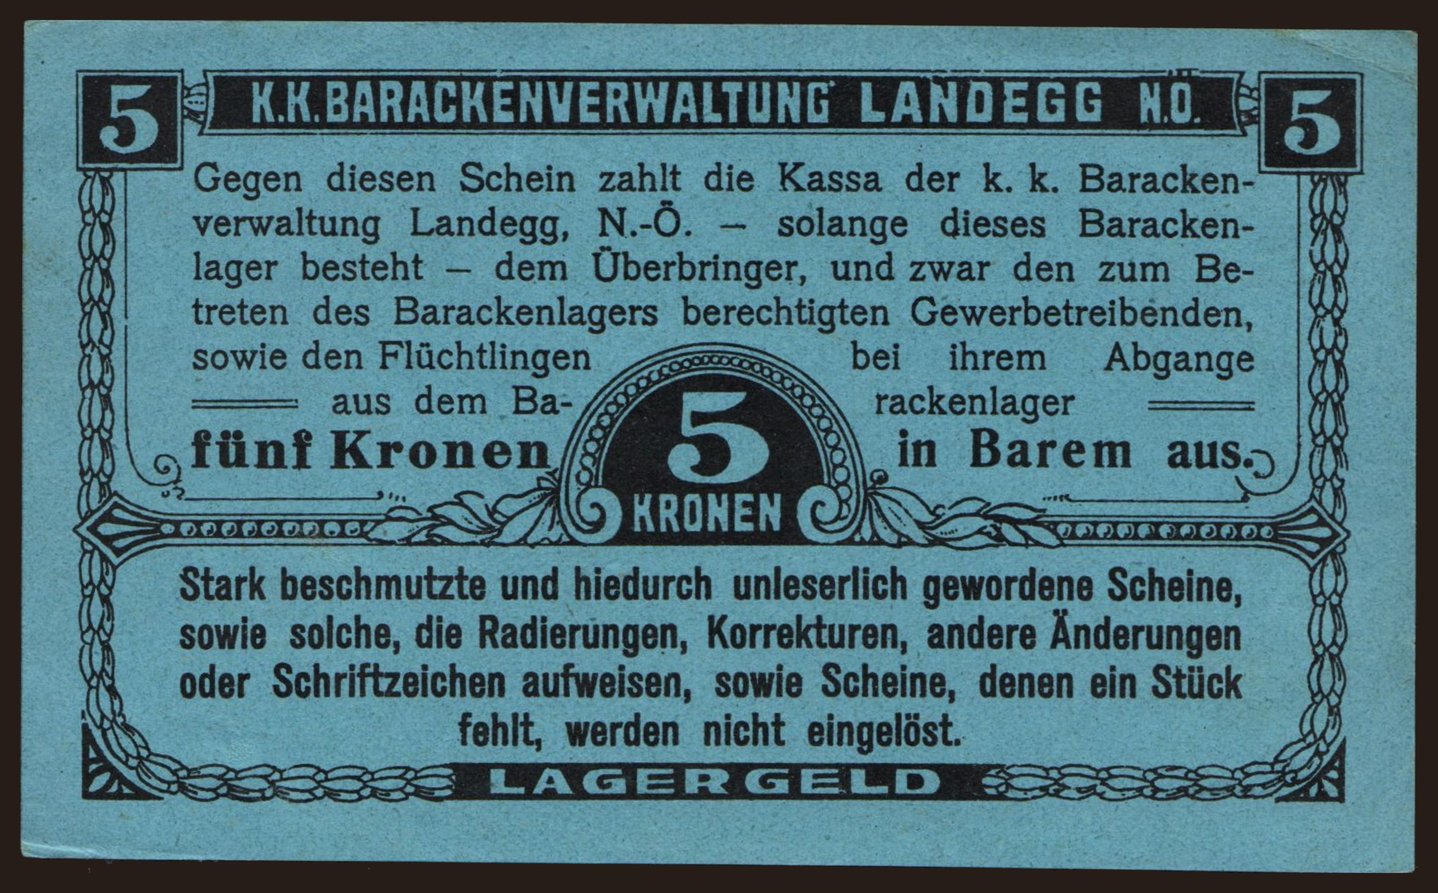 5 K.K. BARACKENVERWALTUNG LANDEGG N.Ö. 5
Gegen diesen Schein zahlt die Kassa der k. k. Baracken-
verwaltung Landegg, N.-Ö. — solange dieses Baracken-
lager besteht — dem Überbringer, und zwar den zum Be-
treten des Barackenlagers berechtigten Gewerbetreibenden,
sowie den Flüchtlingen bei ihrem Abgange
aus dem Ba- rackenlager
fünf Kronen in Barem aus.
5
KRONEN
Stark beschmutzte und hiedurch unleserlich gewordene Scheine,
sowie solche, die Radierungen, Korrekturen, andere Änderungen
oder Schriftzeichen aufweisen, sowie Scheine, denen ein Stück
fehlt, werden nicht eingelöst.
LAGERGELD